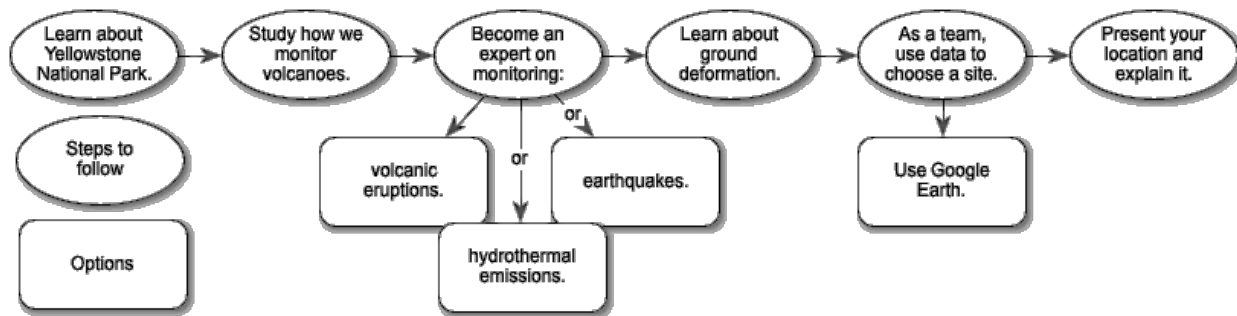 Learn about
Yellowstone
National Park.
Study how we
monitor
volcanoes.
Become an
expert on
monitoring:
Learn about
ground
deformation.
As a team,
use data to
choose a site.
Present your
location and
explain it.
or
or
Steps to
follow
volcanic
eruptions.
earthquakes.
Use Google
Earth.
Options
hydrothermal
emissions.